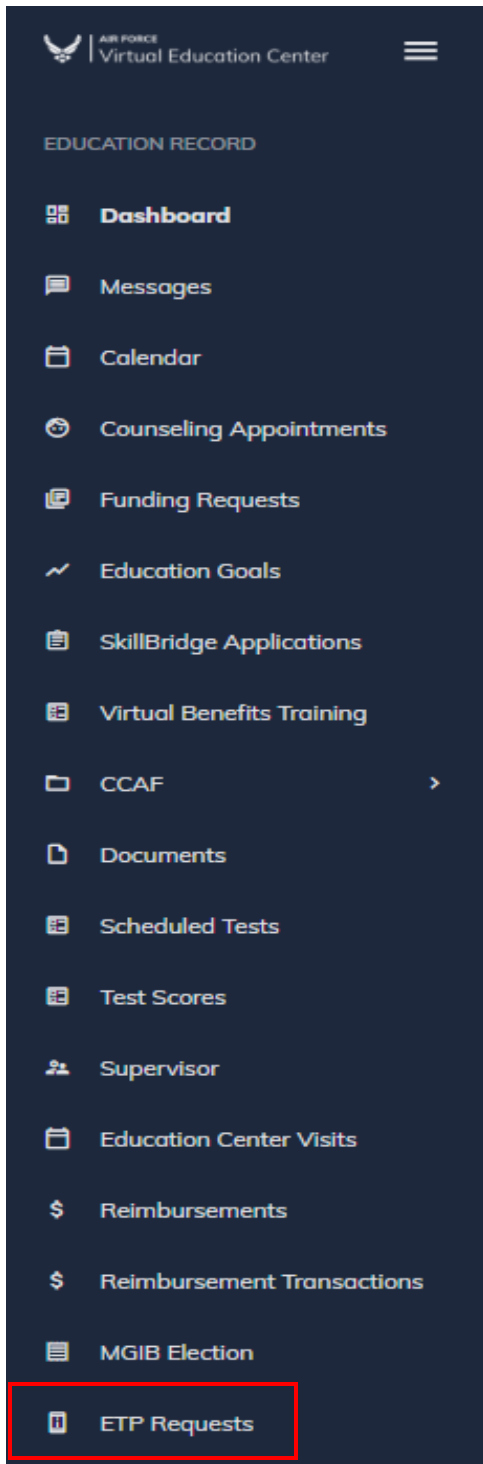 AIR FORCE
Virtual Education Center
EDUCATION RECORD
Dashboard
Messages
Calendar
Counseling Appointments
Funding Requests
Education Goals
SkillBridge Applications
Virtual Benefits Training
CCAF
Documents
Scheduled Tests
Test Scores
Supervisor
Education Center Visits
$ Reimbursements
$ Reimbursement Transactions
MGIB Election
ETP Requests